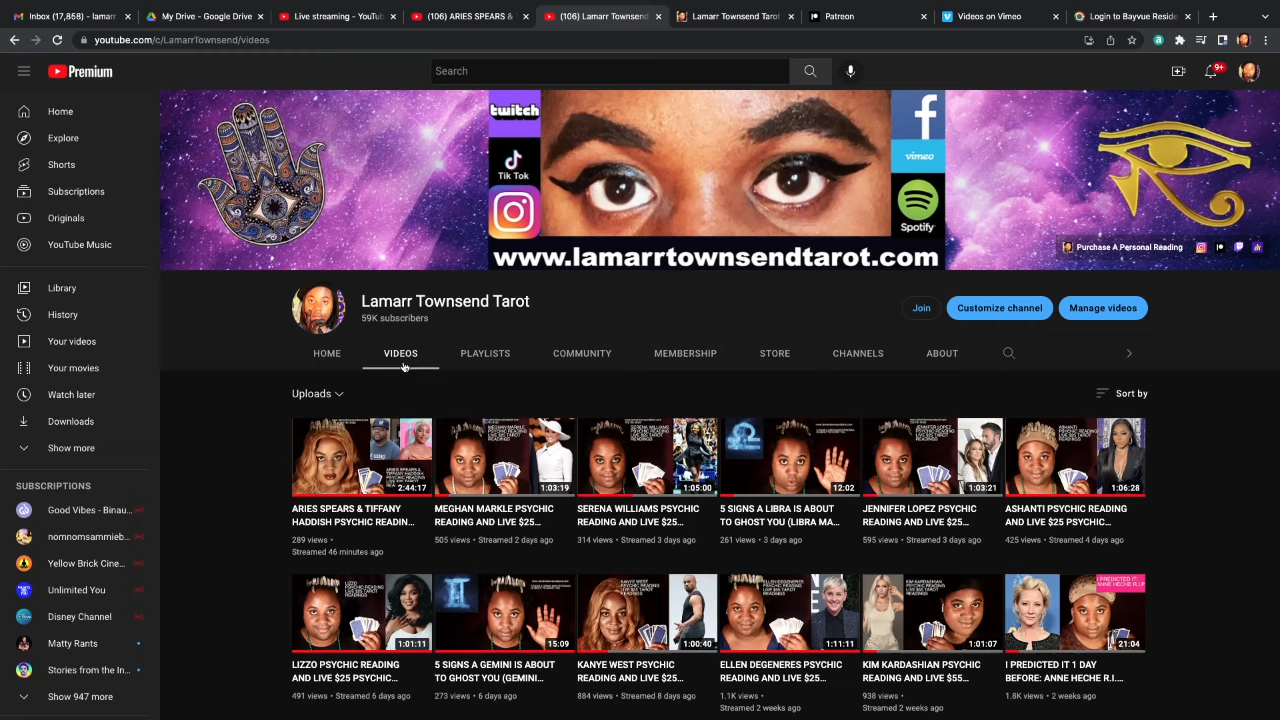 Inbox (17,858) - lamarr
My Drive - Google Drive
Live streaming - YouTub
(106) ARIES SPEARS &
(106) Lamarr Townsend
Lamarr Townsend Tarot
Patreon
Videos on Vimeo
Login to Bayvue Reside
youtube.com/c/LamarrTownsend/videos
Premium
Search
9+
Home
Explore
Shorts
Subscriptions
Originals
YouTube Music
Library
History
Your videos
Your movies
Watch later
Downloads
Show more
SUBSCRIPTIONS
Good Vibes - Binau...
nomnomsammieb...
Yellow Brick Cine...
Unlimited You
Disney Channel
Matty Rants
Stories from the In...
Show 947 more
twitch
Tik Tok
vimeo
Spotify
www.lamarrtownsendtarot.com
Purchase A Personal Reading
Lamarr Townsend Tarot
59K subscribers
Join
Customize channel
Manage videos
HOME
VIDEOS
PLAYLISTS
COMMUNITY
MEMBERSHIP
STORE
CHANNELS
ABOUT
Uploads
Sort by
2:44:17
1:03:19
1:05:00
12:02
1:03:21
1:06:28
ARIES SPEARS & TIFFANY
HADDISH PSYCHIC READIN...
289 views •
Streamed 46 minutes ago
MEGHAN MARKLE PSYCHIC
READING AND LIVE $25...
505 views • Streamed 2 days ago
SERENA WILLIAMS PSYCHIC
READING AND LIVE $25...
314 views • Streamed 3 days ago
5 SIGNS A LIBRA IS ABOUT
TO GHOST YOU (LIBRA MA...
261 views • 3 days ago
JENNIFER LOPEZ PSYCHIC
READING AND LIVE $25...
595 views • Streamed 3 days ago
ASHANTI PSYCHIC READING
AND LIVE $25 PSYCHIC...
425 views • Streamed 4 days ago
I PREDICTED IT:
ANNE HECHE R.I.P
1:01:11
15:09
1:00:40
1:11:11
1:01:07
21:04
LIZZO PSYCHIC READING
AND LIVE $25 PSYCHIC...
491 views • Streamed 6 days ago
5 SIGNS A GEMINI IS ABOUT
TO GHOST YOU (GEMINI...
273 views • 6 days ago
KANYE WEST PSYCHIC
READING AND LIVE $25...
884 views • Streamed 8 days ago
ELLEN DEGENERES PSYCHIC
READING AND LIVE $25...
1.1K views •
Streamed 2 weeks ago
KIM KARDASHIAN PSYCHIC
READING AND LIVE $55...
938 views •
Streamed 2 weeks ago
I PREDICTED IT 1 DAY
BEFORE: ANNE HECHE R.I....
1.8K views • 2 weeks ago